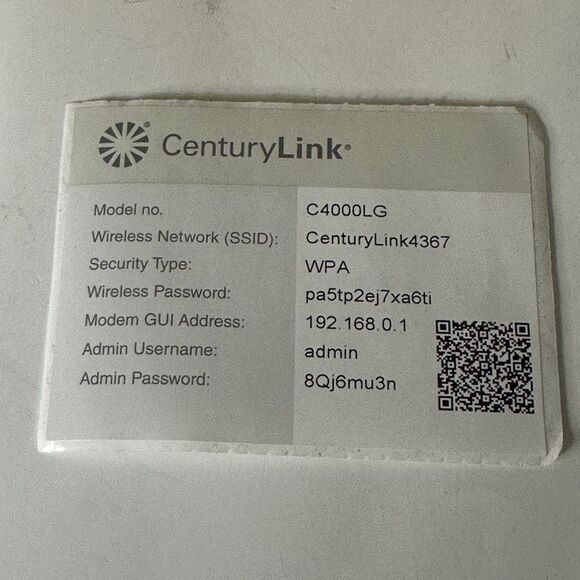 CenturyLink®
Model no. C4000LG
Wireless Network (SSID): CenturyLink4367
Security Type: WPA
Wireless Password: pa5tp2ej7xa6ti
Modem GUI Address: 192.168.0.1
Admin Username: admin
Admin Password: 8Qj6mu3n